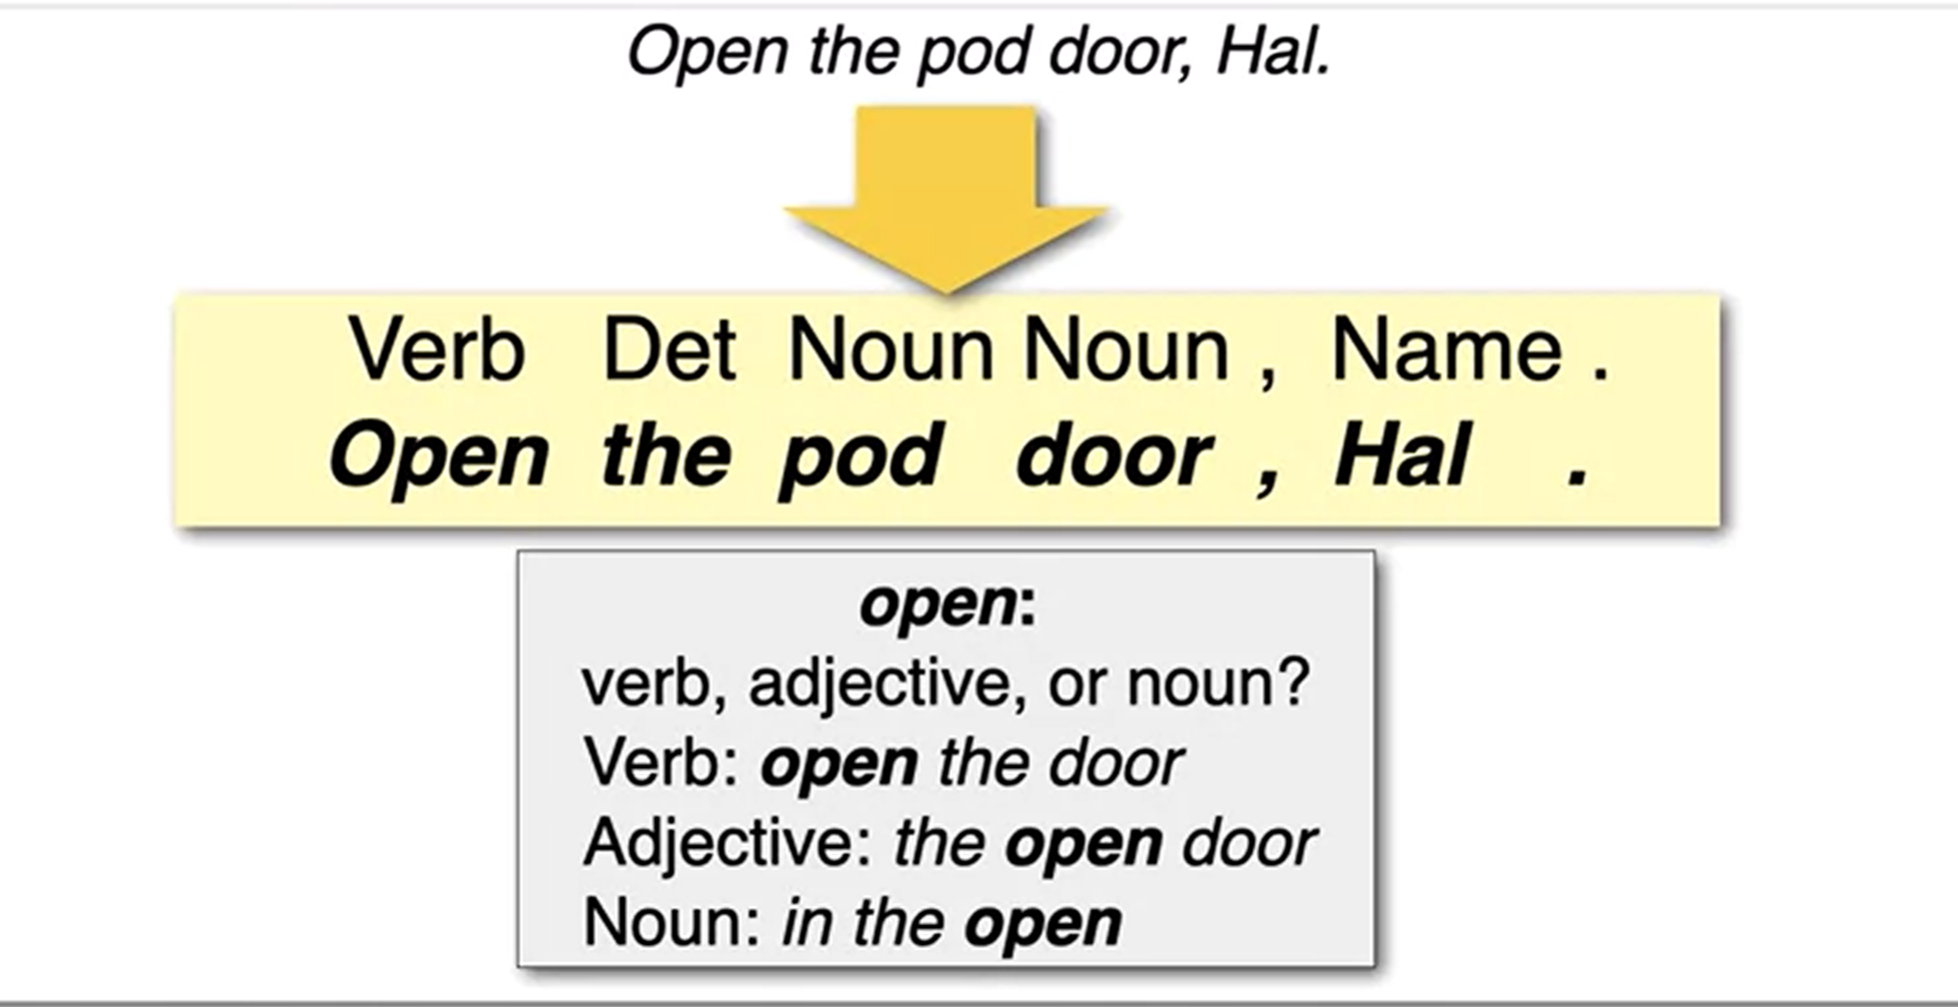 Open the pod door, Hal.
Verb Det Noun Noun , Name .
Open the pod door , Hal .
open:
verb, adjective, or noun?
Verb: open the door
Adjective: the open door
Noun: in the open